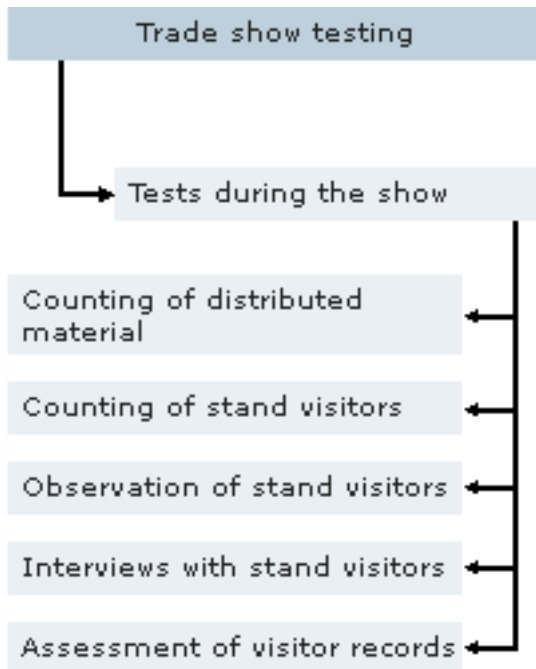 Trade show testing
Tests during the show
Counting of distributed
material
Counting of stand visitors
Observation of stand visitors
Interviews with stand visitors
Assessment of visitor records